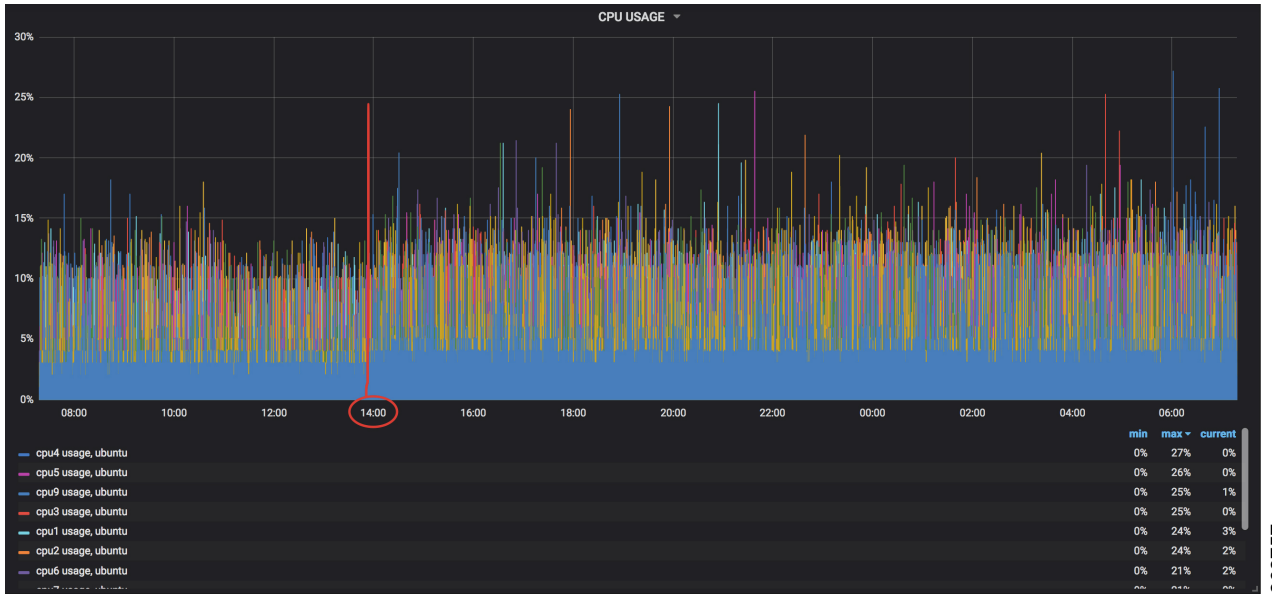 CPU USAGE
30%
25%
20%
15%
10%
5%
0%
08:00 10:00 12:00 14:00 16:00 18:00 20:00 22:00 00:00 02:00 04:00 06:00
min max current
cpu4 usage, ubuntu 0% 27% 0%
cpu5 usage, ubuntu 0% 26% 0%
cpu9 usage, ubuntu 0% 25% 1%
cpu3 usage, ubuntu 0% 25% 0%
cpu1 usage, ubuntu 0% 24% 3%
cpu2 usage, ubuntu 0% 24% 2%
cpu6 usage, ubuntu 0% 21% 2%